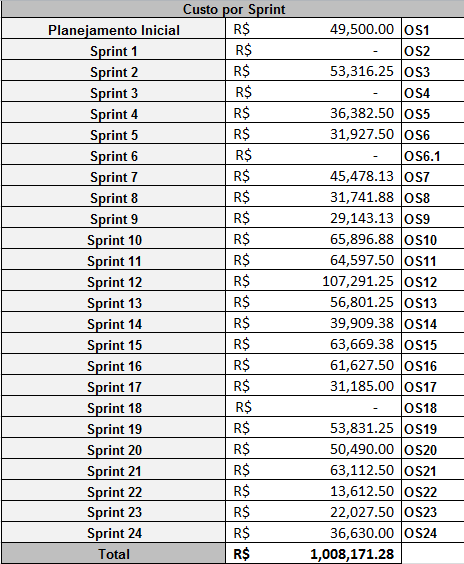 Custo por Sprint
Planejamento Inicial R$ 49,500.00 OS1
Sprint 1 R$ - OS2
Sprint 2 R$ 53,316.25 OS3
Sprint 3 R$ - OS4
Sprint 4 R$ 36,382.50 OS5
Sprint 5 R$ 31,927.50 OS6
Sprint 6 R$ - OS6.1
Sprint 7 R$ 45,478.13 OS7
Sprint 8 R$ 31,741.88 OS8
Sprint 9 R$ 29,143.13 OS9
Sprint 10 R$ 65,896.88 OS10
Sprint 11 R$ 64,597.50 OS11
Sprint 12 R$ 107,291.25 OS12
Sprint 13 R$ 56,801.25 OS13
Sprint 14 R$ 39,909.38 OS14
Sprint 15 R$ 63,669.38 OS15
Sprint 16 R$ 61,627.50 OS16
Sprint 17 R$ 31,185.00 OS17
Sprint 18 R$ - OS18
Sprint 19 R$ 53,831.25 OS19
Sprint 20 R$ 50,490.00 OS20
Sprint 21 R$ 63,112.50 OS21
Sprint 22 R$ 13,612.50 OS22
Sprint 23 R$ 22,027.50 OS23
Sprint 24 R$ 36,630.00 OS24
Total R$ 1,008,171.28